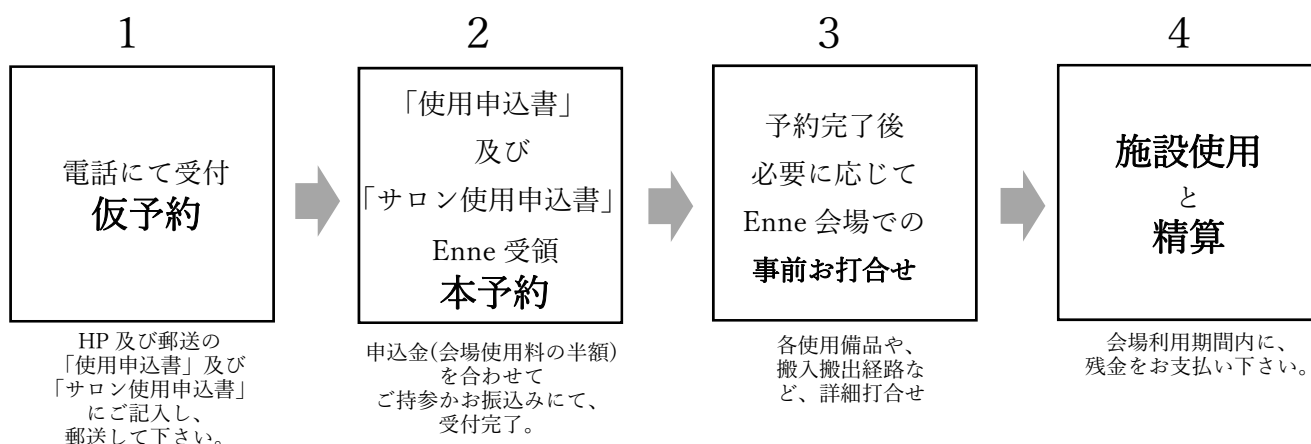 1
電話にて受付
仮予約
HP 及び郵送の
「使用申込書」及び
「サロン使用申込書」
にご記入し、
郵送して下さい。
2
「使用申込書」
及び
「サロン使用申込書」
Enne 受領
本予約
申込金(会場使用料の半額)
を合わせて
ご持参かお振込みにて、
受付完了。
3
予約完了後
必要に応じて
Enne 会場での
事前お打合せ
各使用備品や、
搬入搬出経路な
ど、詳細打合せ
4
施設使用
と
精算
会場利用期間内に、
残金をお支払い下さい。